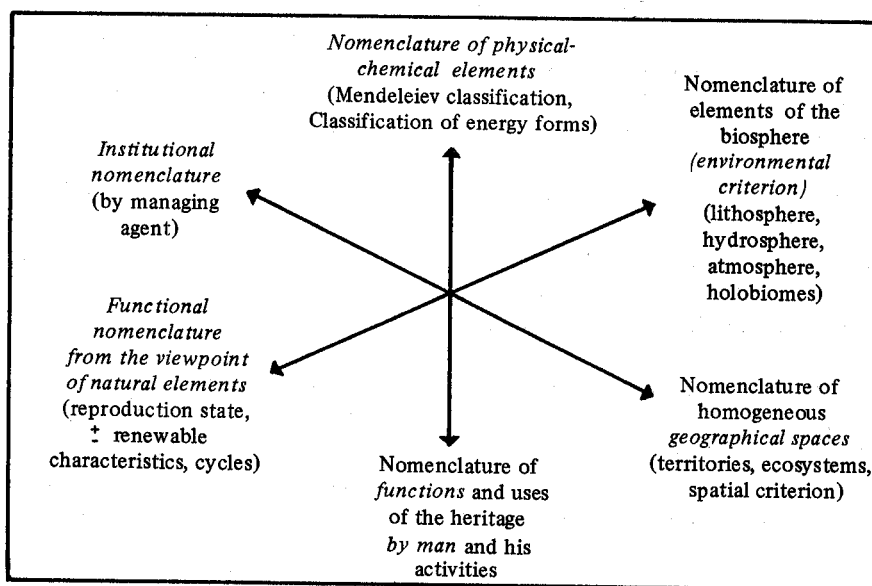 Nomenclature of physical-
chemical elements
(Mendeleiev classification,
Classification of energy forms)
Nomenclature of
elements of the
biosphere
(environmental
criterion)
(lithosphere,
hydrosphere,
atmosphere,
holobiomes)
Institutional
nomenclature
(by managing
agent)
Functional
nomenclature
from the viewpoint
of natural elements
(reproduction state,
± renewable
characteristics, cycles)
Nomenclature of
homogeneous
geographical spaces
(territories, ecosystems,
spatial criterion)
Nomenclature of
functions and uses
of the heritage
by man and his
activities